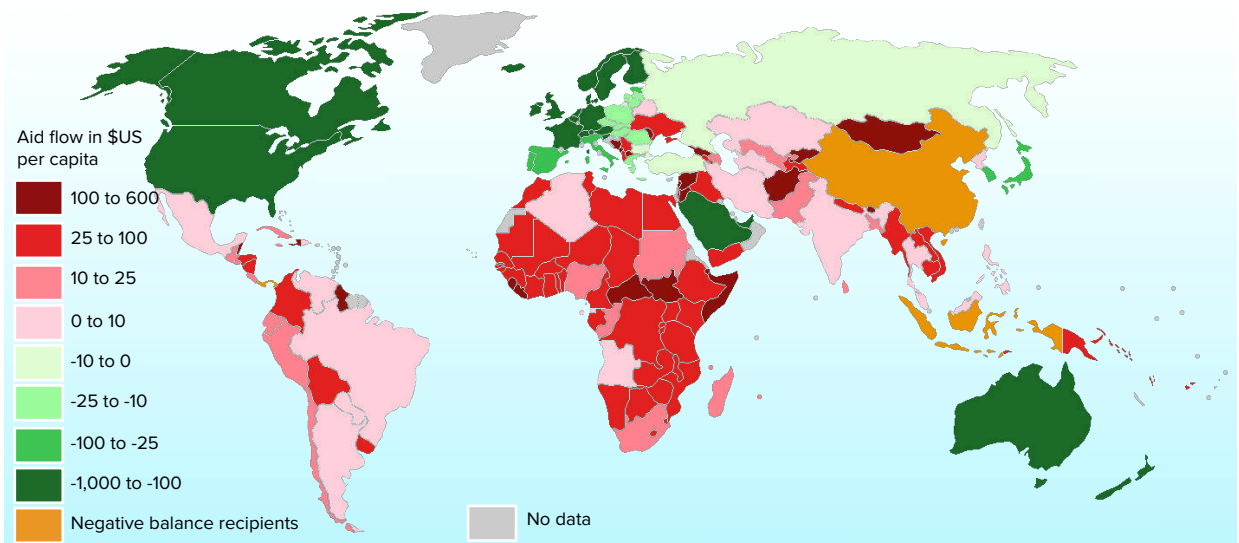 Aid flow in $US
per capita
100 to 600
25 to 100
10 to 25
0 to 10
-10 to 0
-25 to -10
-100 to -25
-1,000 to -100
Negative balance recipients
No data